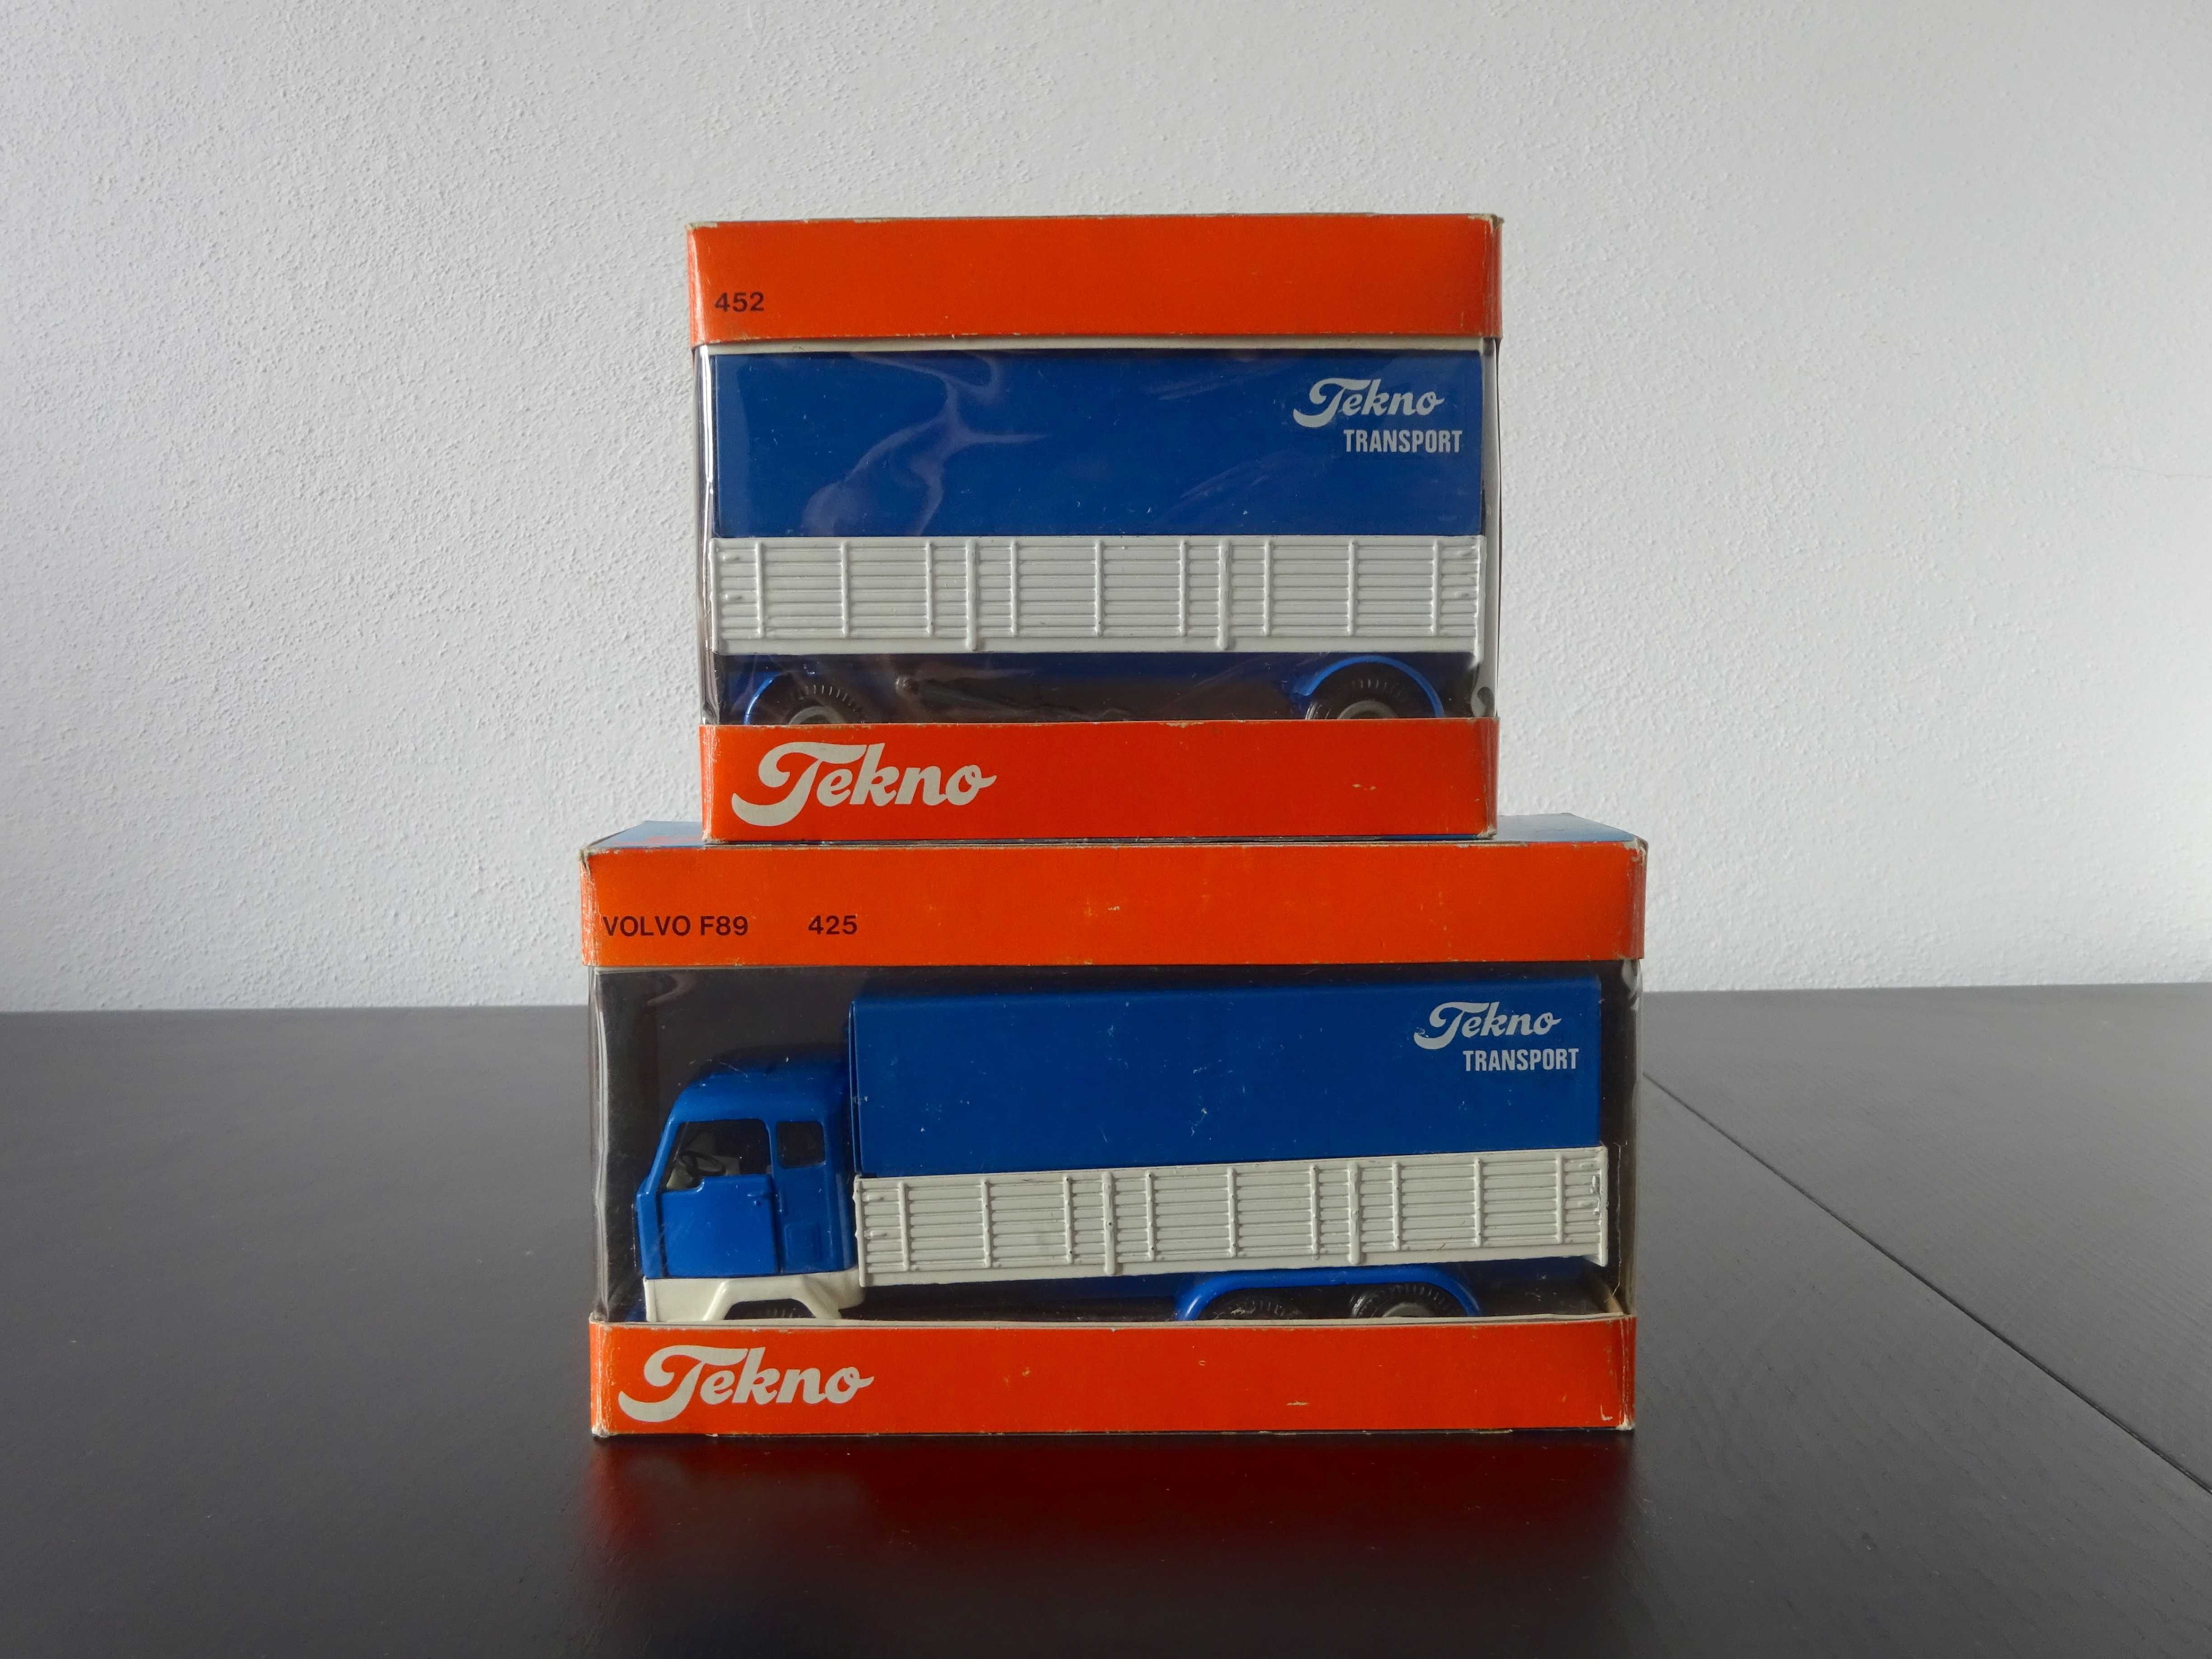 452
Tekno
TRANSPORT
Tekno
VOLVO F89 425
Tekno
TRANSPORT
Tekno